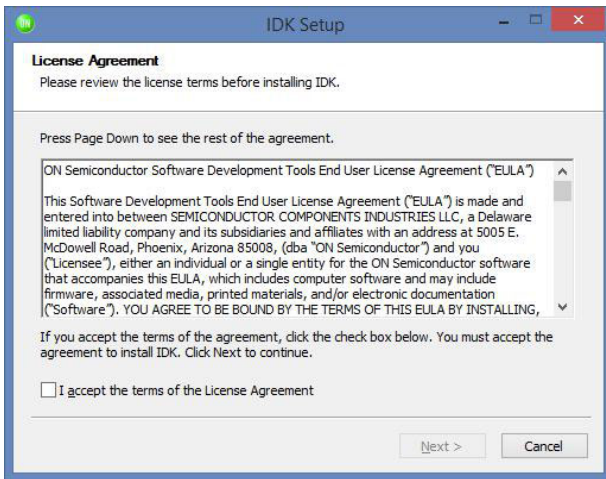 ON
IDK Setup
License Agreement
Please review the license terms before installing IDK.
Press Page Down to see the rest of the agreement.
ON Semiconductor Software Development Tools End User License Agreement ("EULA")
This Software Development Tools End User License Agreement ("EULA") is made and
entered into between SEMICONDUCTOR COMPONENTS INDUSTRIES LLC, a Delaware
limited liability company and its subsidiaries and affiliates with an address at 5005 E.
McDowell Road, Phoenix, Arizona 85008, (dba "ON Semiconductor") and you
("Licensee"), either an individual or a single entity for the ON Semiconductor software
that accompanies this EULA, which includes computer software and may include
firmware, associated media, printed materials, and/or electronic documentation
("Software"). YOU AGREE TO BE BOUND BY THE TERMS OF THIS EULA BY INSTALLING,
If you accept the terms of the agreement, click the check box below. You must accept the
agreement to install IDK. Click Next to continue.
I accept the terms of the License Agreement
Next >
Cancel